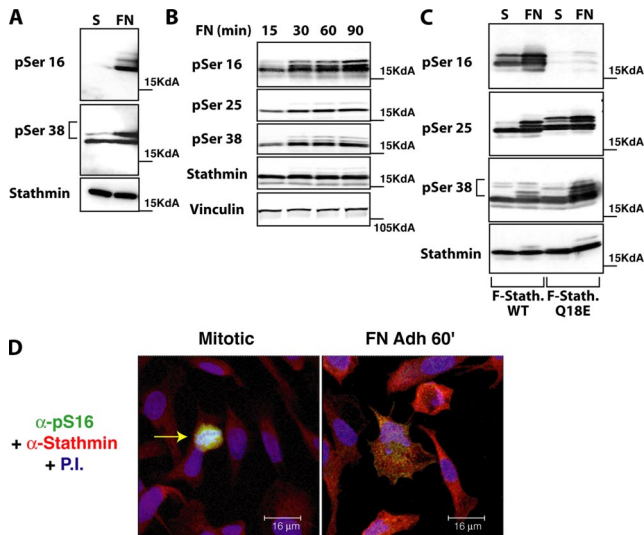 A
S FN
pSer 16
15KDA
pSer 38
15KDA
Stathmin
15KDA
B
FN (min) 15 30 60 90
pSer 16
15KDA
pSer 25
pSer 38
15KDA
Stathmin
15KDA
Vinculin
105KDA
C
S FN S FN
pSer 16
15KDA
pSer 25
15KDA
pSer 38
15KDA
Stathmin
15KDA
F-Stath. F-Stath.
WT Q18E
D
Mitotic FN Adh 60'
α-pS16
+ α-Stathmin
+ P.I.
16 µm 16 µm